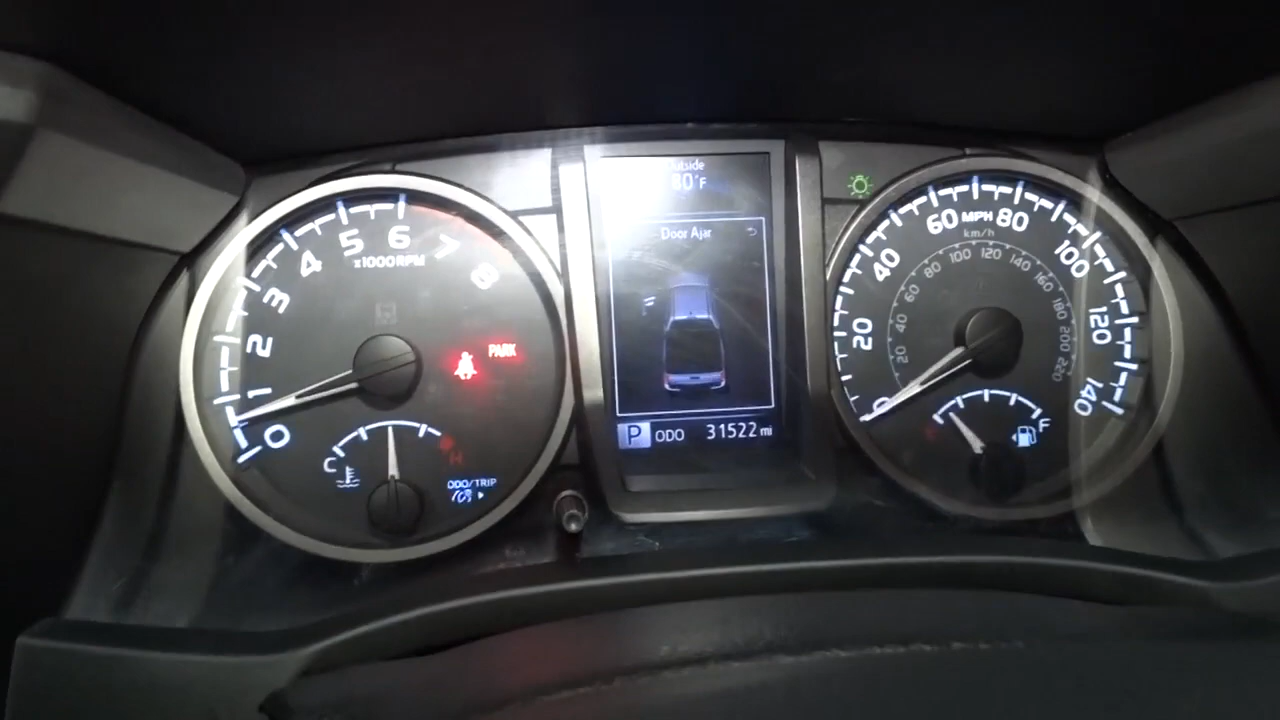 0 1 2 3 4 5 6 7 8
x1000RPM
PARK
C
H
ODO/TRIP
80°F
Door Ajar
P ODO 31522 mi
0 20 40 60 80 100 120 140
MPH
km/h
20 40 60 80 100 120 140 160 180 200 220
F